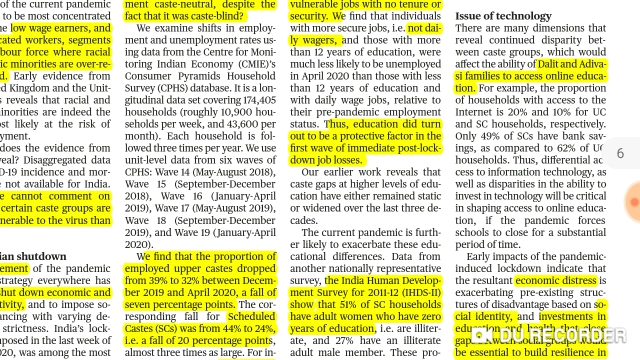 of the current pandemic
to be most concentrated
low wage earners, and
cated workers, segments
bour force where racial
ic minorities are over-re-
d. Early evidence from
ed Kingdom and the Unit-
s reveals that racial and
minorities are indeed the
ost likely at the risk of
yment.
does the evidence from
veal? Disaggregated data
D-19 incidence and mor-
e not available for India.
e cannot comment on
certain caste groups are
nerable to the virus than
ian shutdown
ement of the pandemic
strategy everywhere has
shut down economic and
tivity, and to impose so-
ancing with varying de-
strictness. India's lock-
mposed in the last week of
2020, was among the most
ment caste-neutral, despite the
fact that it was caste-blind?
We examine shifts in employ-
ment and unemployment rates us-
ing data from the Centre for Moni-
toring Indian Economy (CMIE)'s
Consumer Pyramids Household
Survey (CPHS) database. It is a lon-
gitudinal data set covering 174,405
households (roughly 10,900 hou-
seholds per week, and 43,600 per
month). Each household is fol-
lowed three times per year. We use
unit-level data from six waves of
CPHS: Wave 14 (May-August 2018),
Wave 15 (September-December
2018), Wave 16 (January-April
2019), Wave 17 (May-August 2019),
Wave 18 (September-December
2019), and Wave 19 (January-April
2020).
We find that the proportion of
employed upper castes dropped
from 39% to 32% between Decem-
ber 2019 and April 2020, a fall of
seven percentage points. The cor-
responding fall for Scheduled
Castes (SCs) was from 44% to 24%,
i.e. a fall of 20 percentage points,
almost three times as large. For in-
vulnerable jobs with no tenure or
security. We find that individuals
with more secure jobs, i.e. not dai-
ly wagers, and those with more
than 12 years of education, were
much less likely to be unemployed
in April 2020 than those with less
than 12 years of education and
with daily wage jobs, relative to
their pre-pandemic employment
status. Thus, education did turn
out to be a protective factor in the
first wave of immediate post-lock-
down job losses.
Our earlier work reveals that
caste gaps at higher levels of edu-
cation have either remained static
or widened over the last three de-
cades.
The current pandemic is furth-
er likely to exacerbate these edu-
cational differences. Data from
another nationally representative
survey, the India Human Develop-
ment Survey for 2011-12 (IHDS-II)
show that 51% of SC households
have adult women who have zero
years of education, i.e. are illiter-
ate, and 27% have an illiterate
adult male member. These pro-
Issue of technology
There are many dimensions that
reveal continued disparity bet-
ween caste groups, which would
affect the ability of Dalit and Adiva-
si families to access online educa-
tion. For example, the proportion
of households with access to the
Internet is 20% and 10% for UC
and SC households, respectively.
Only 49% of SCs have bank sav-
ings, as compared to 62% of UC
households. Thus, differential ac-
cess to information technology, as
well as disparities in the ability to
invest in technology will be critical
in shaping access to online educa-
tion, if the pandemic forces
schools to close for a substantial
period of time.
Early impacts of the pandemic-
induced lockdown indicate that
the resultant economic distress is
exacerbating pre-existing struc-
tures of disadvantage based on so-
cial identity, and investments in
be essential to build resilience in
6
DU RECORDER